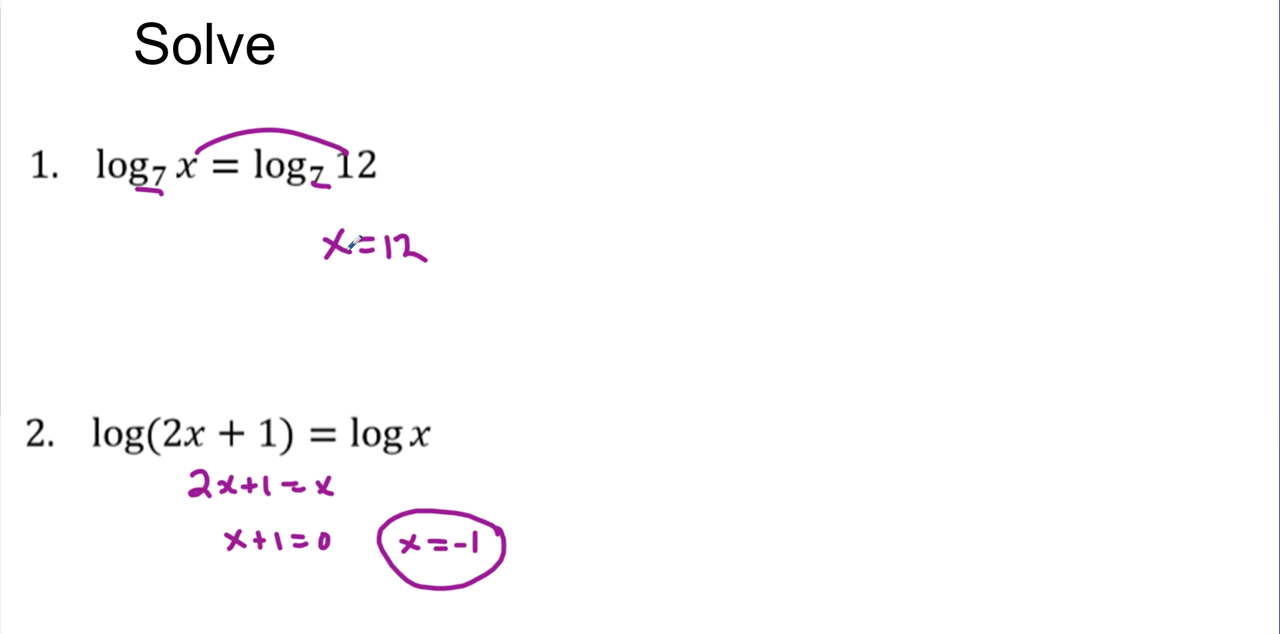 Solve
1. log₇ x = log₇ 12
x=12
2. log(2x + 1) = log x
2x+1=x
x+1=0 x=-1